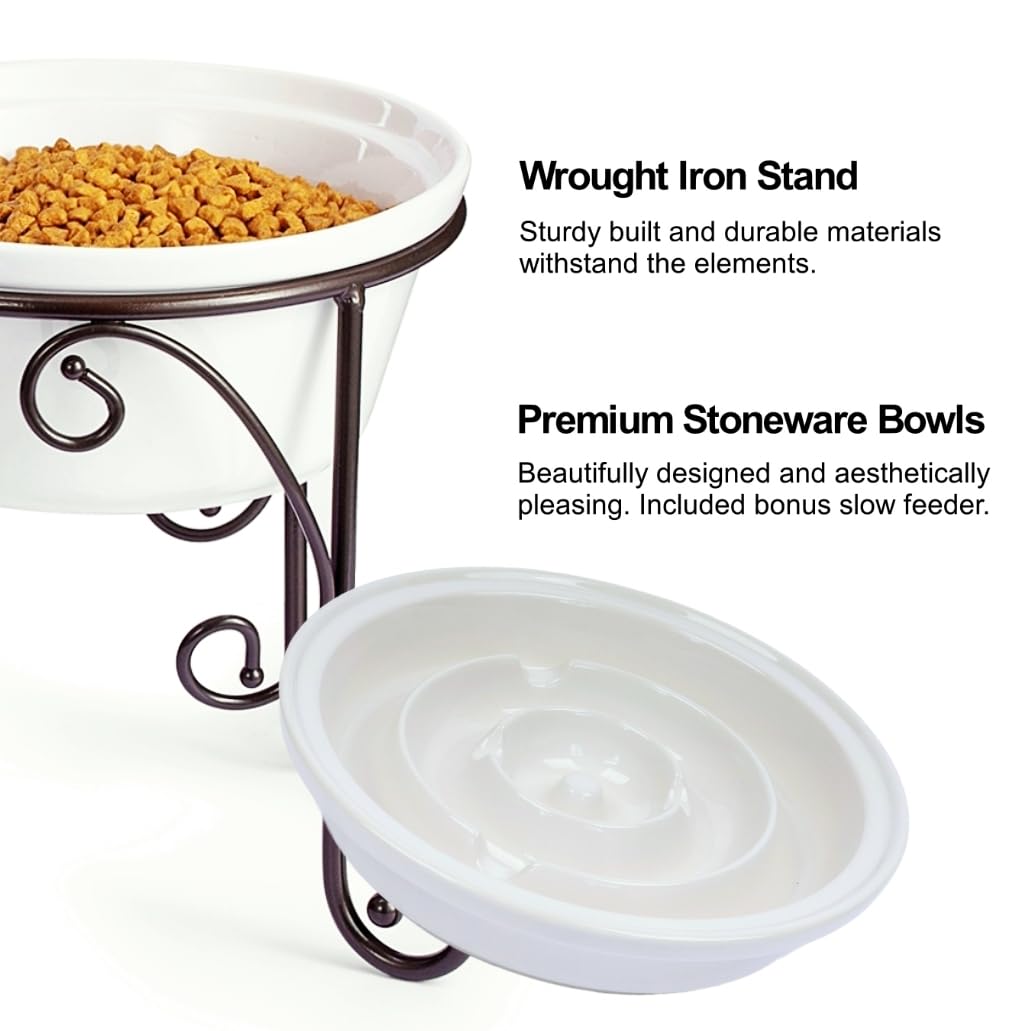 Wrought Iron Stand
Sturdy built and durable materials
withstand the elements.
Premium Stoneware Bowls
Beautifully designed and aesthetically
pleasing. Included bonus slow feeder.